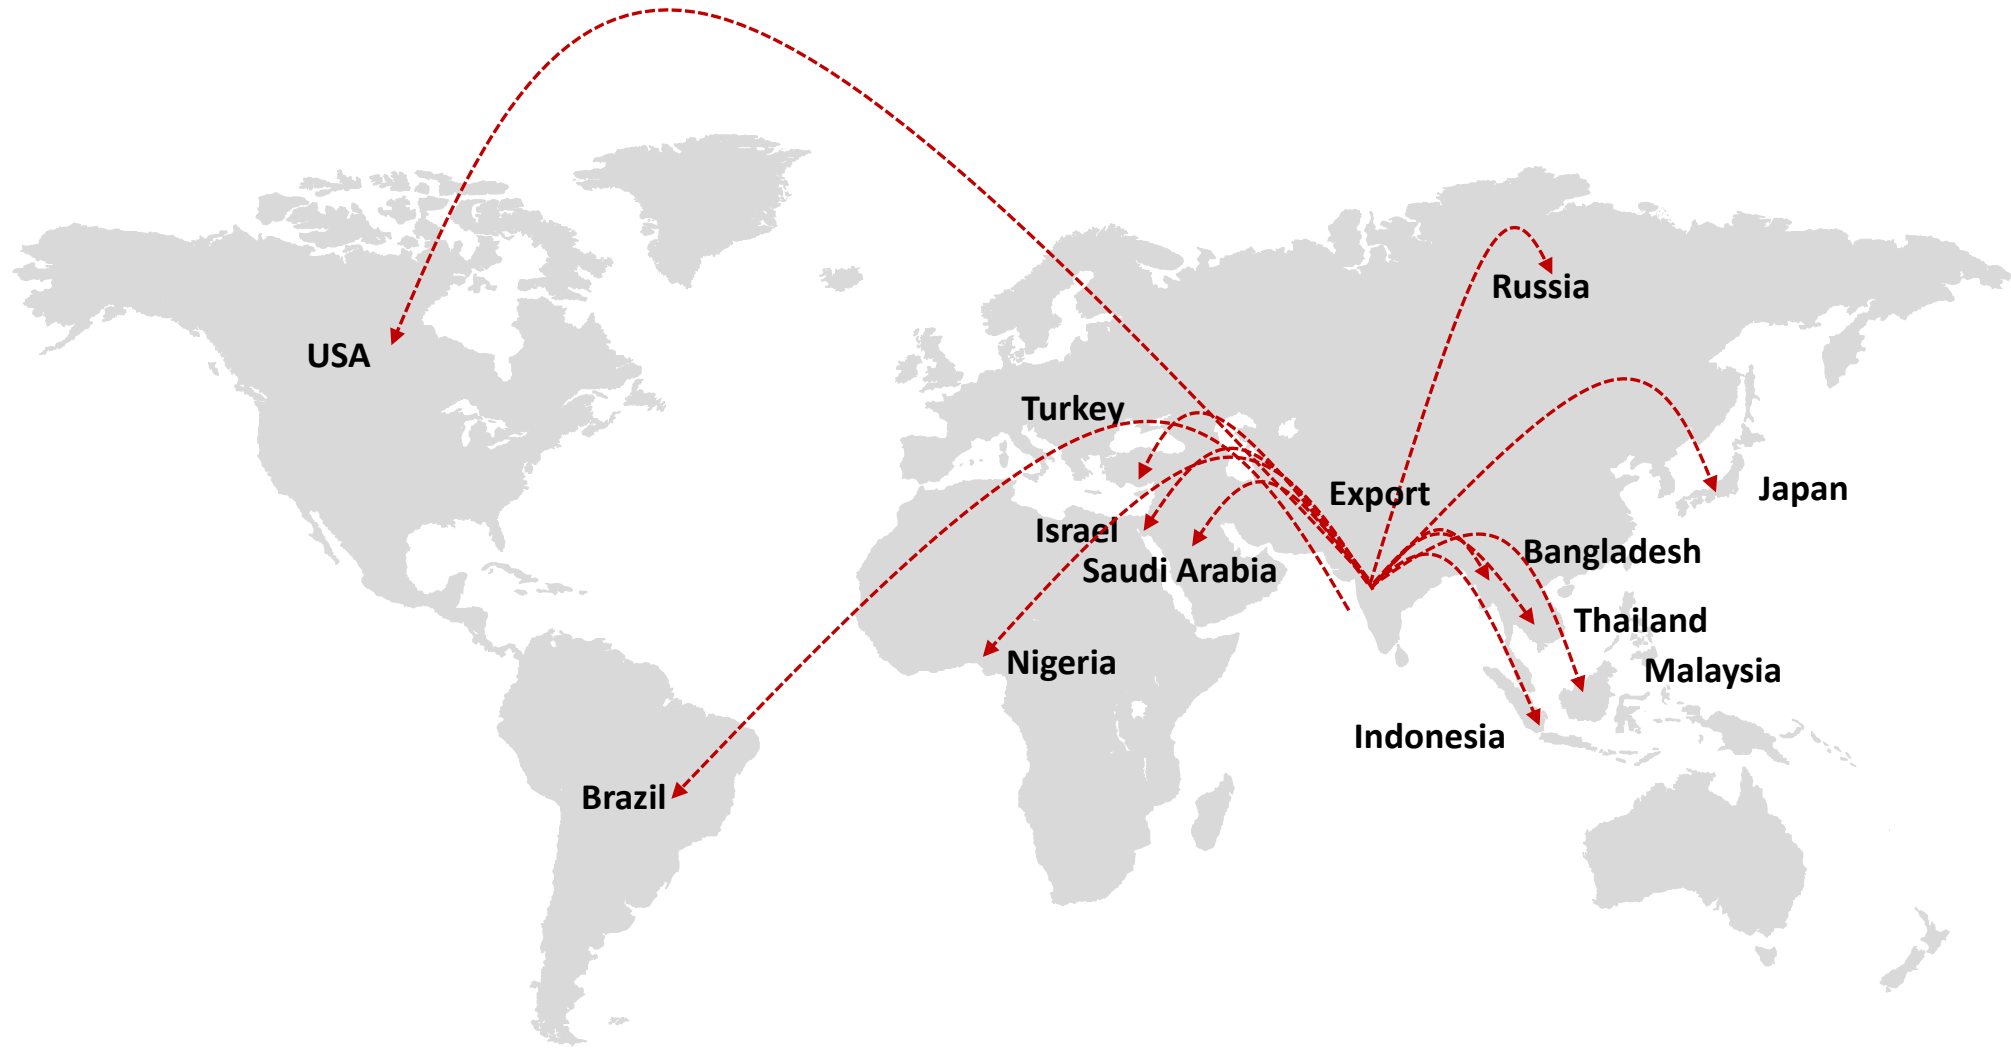 Russia
USA
Turkey
Export
Japan
Israel
Bangladesh
Saudi Arabia
Thailand
Nigeria
Malaysia
Indonesia
Brazil